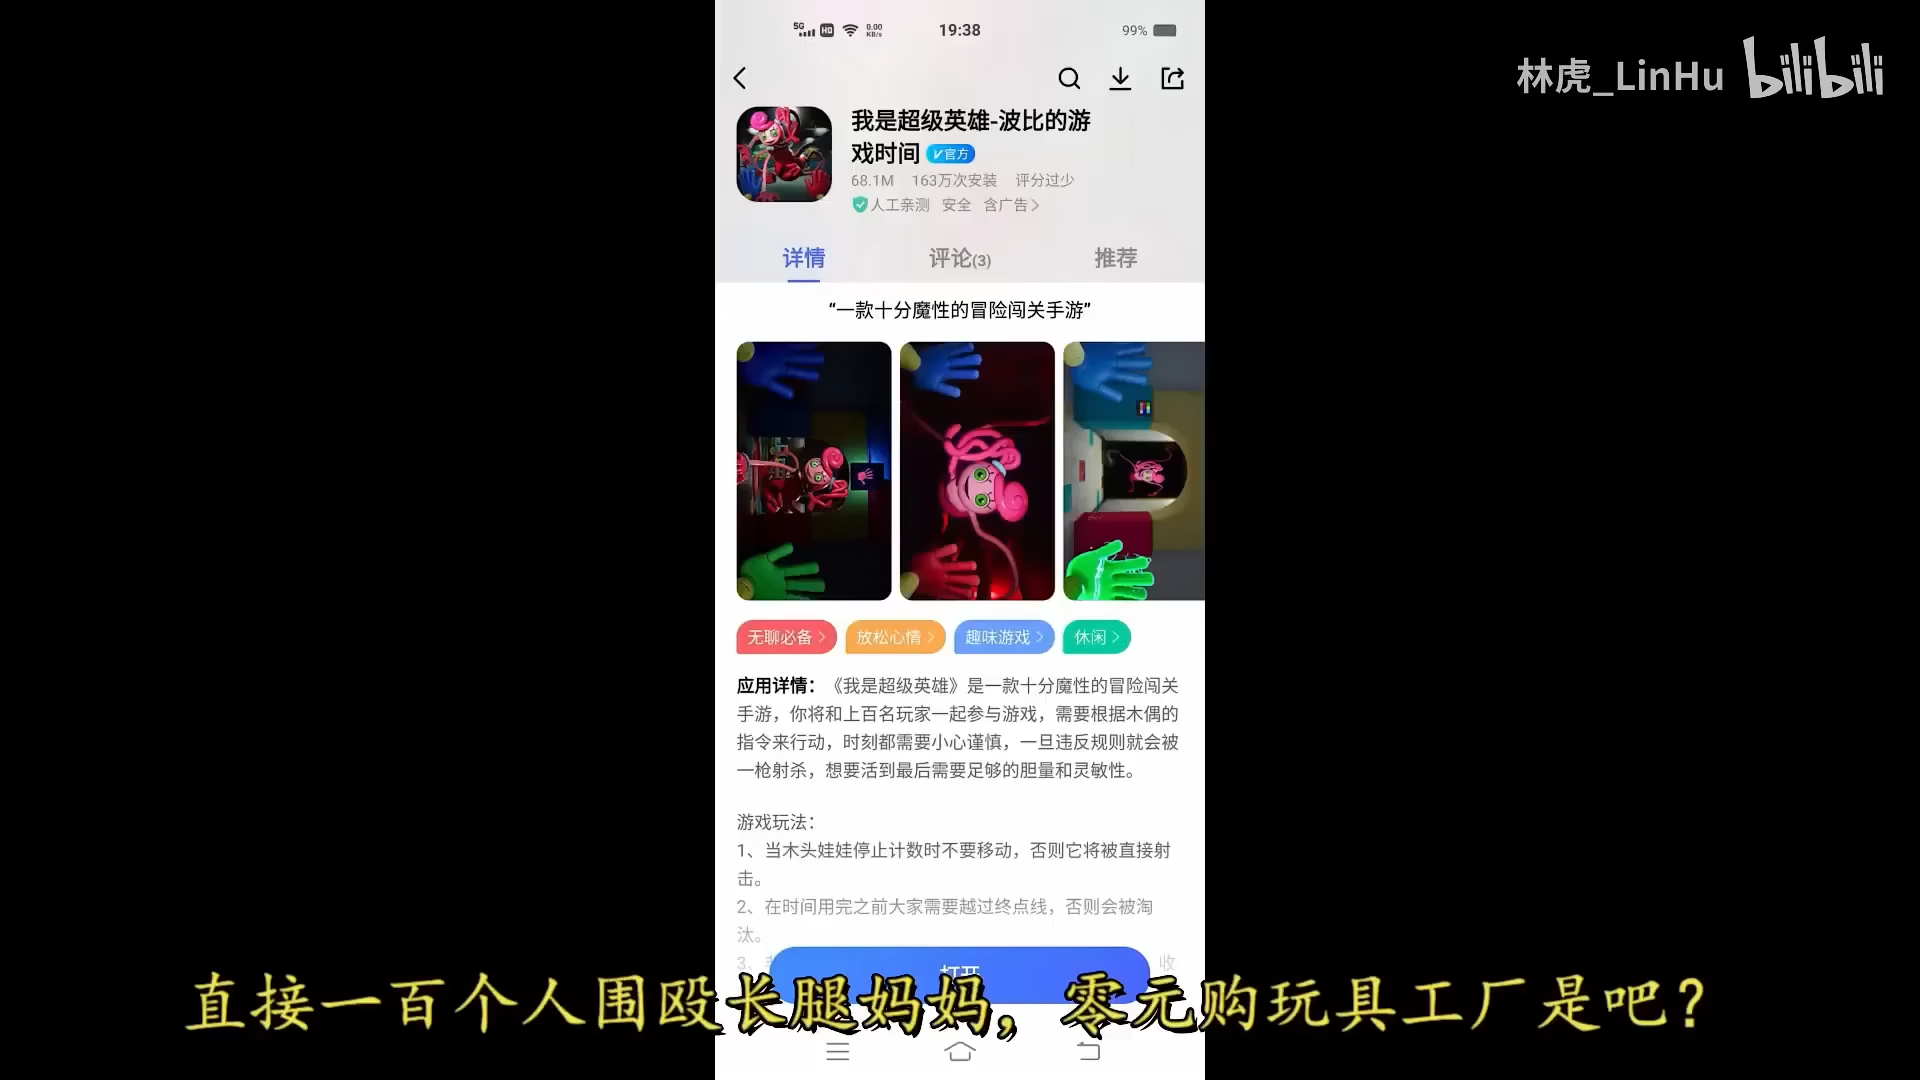 5G HD 0.00 KB/s 19:38 99%
林虎_LinHu bilibili
我是超级英雄-波比的游
戏时间 官方
68.1M 163万次安装 评分过少
人工亲测 安全 含广告
详情 评论(3) 推荐
“一款十分魔性的冒险闯关手游”
无聊必备 放松心情 趣味游戏 休闲
应用详情：《我是超级英雄》是一款十分魔性的冒险闯关
手游，你将和上百名玩家一起参与游戏，需要根据木偶的
指令来行动，时刻都需要小心谨慎，一旦违反规则就会被
一枪射杀，想要活到最后需要足够的胆量和灵敏性。
游戏玩法：
1、当木头娃娃停止计数时不要移动，否则它将被直接射
击。
2、在时间用完之前大家需要越过终点线，否则会被淘
汰。
3、 收
打开
直接一百个人围殴长腿妈妈，零元购玩具工厂是吧？